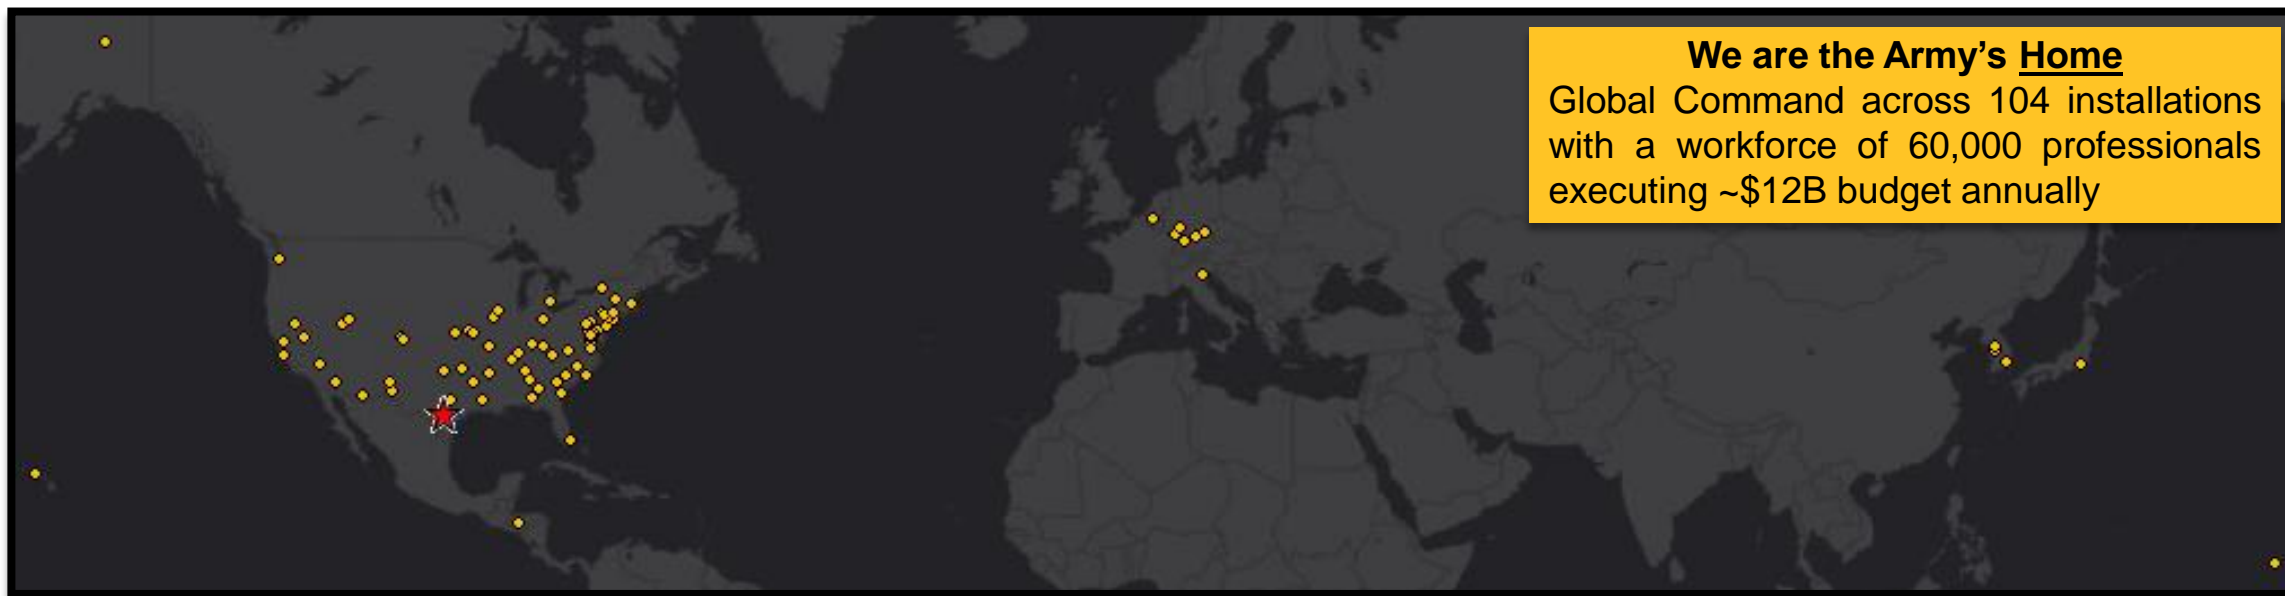 We are the Army’s Home
Global Command across 104 installations
with a workforce of 60,000 professionals
executing ~$12B budget annually